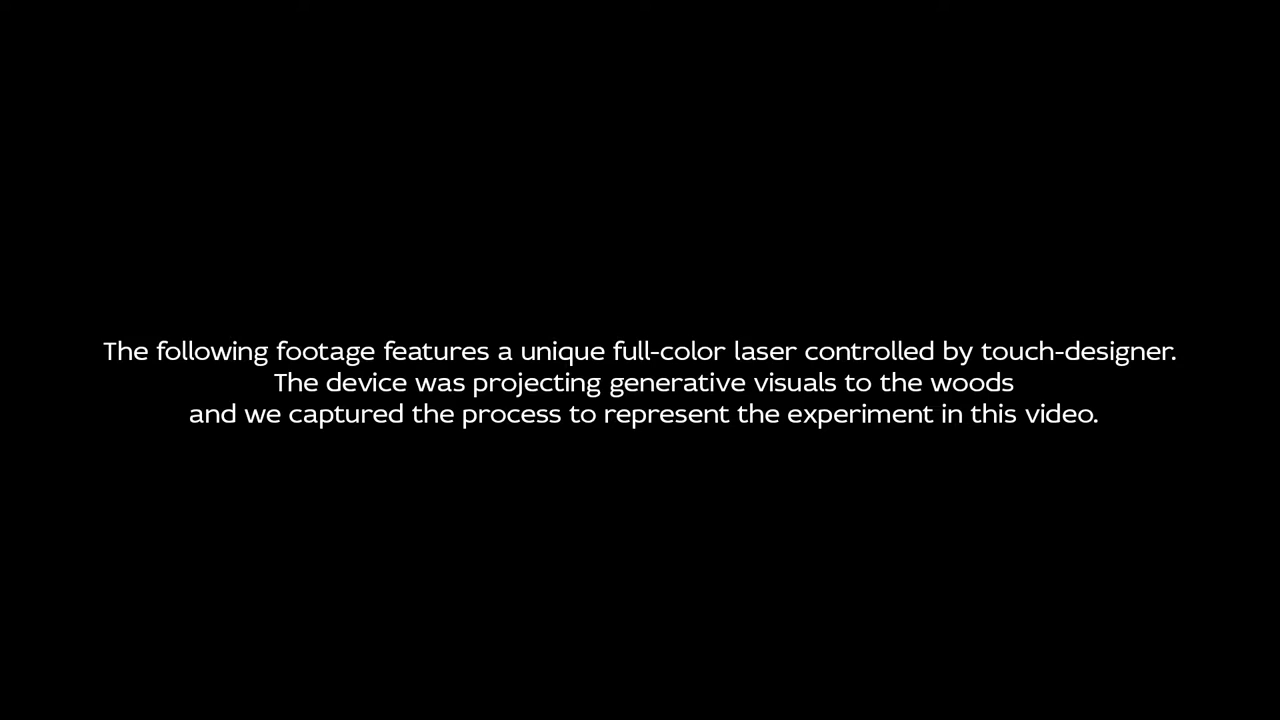 The following footage features a unique full-color laser controlled by touch-designer.
The device was projecting generative visuals to the woods
and we captured the process to represent the experiment in this video.